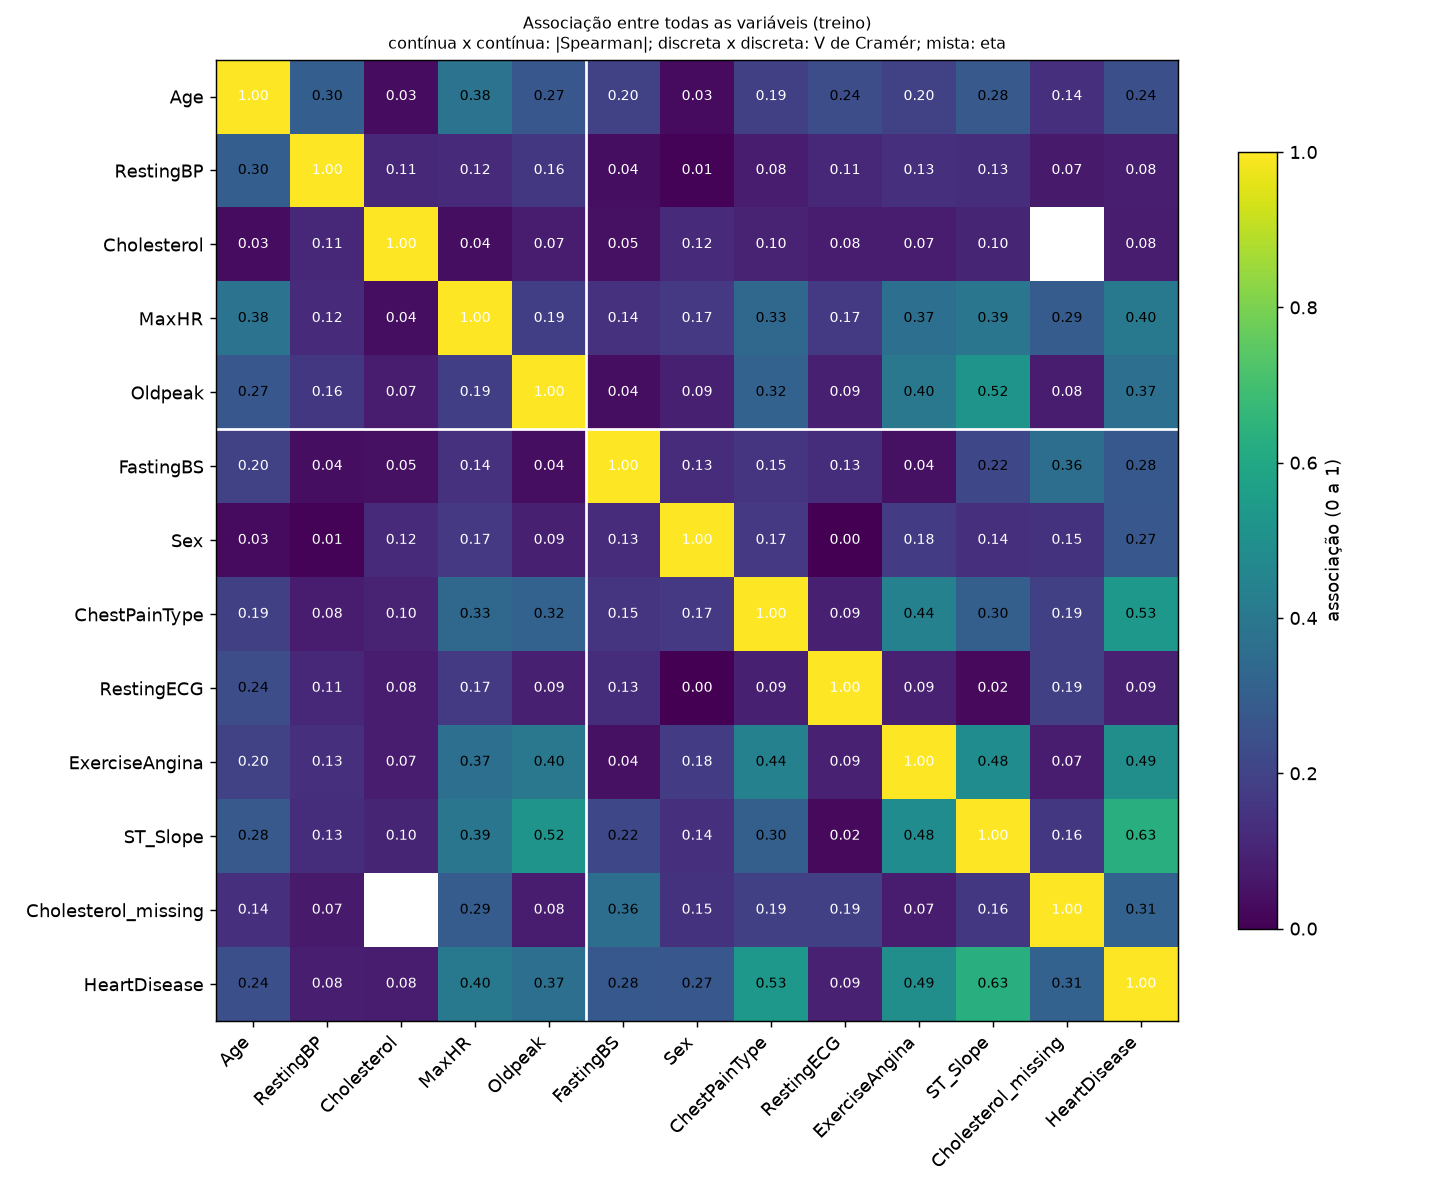 Associação entre todas as variáveis (treino)
contínua x contínua: |Spearman|; discreta x discreta: V de Cramér; mista: eta
Age 1.00 0.30 0.03 0.38 0.27 0.20 0.03 0.19 0.24 0.20 0.28 0.14 0.24
RestingBP 0.30 1.00 0.11 0.12 0.16 0.04 0.01 0.08 0.11 0.13 0.13 0.07 0.08
Cholesterol 0.03 0.11 1.00 0.04 0.07 0.05 0.12 0.10 0.08 0.07 0.10 0.08
MaxHR 0.38 0.12 0.04 1.00 0.19 0.14 0.17 0.33 0.17 0.37 0.39 0.29 0.40
Oldpeak 0.27 0.16 0.07 0.19 1.00 0.04 0.09 0.32 0.09 0.40 0.52 0.08 0.37
FastingBS 0.20 0.04 0.05 0.14 0.04 1.00 0.13 0.15 0.13 0.04 0.22 0.36 0.28
Sex 0.03 0.01 0.12 0.17 0.09 0.13 1.00 0.17 0.00 0.18 0.14 0.15 0.27
ChestPainType 0.19 0.08 0.10 0.33 0.32 0.15 0.17 1.00 0.09 0.44 0.30 0.19 0.53
RestingECG 0.24 0.11 0.08 0.17 0.09 0.13 0.00 0.09 1.00 0.09 0.02 0.19 0.09
ExerciseAngina 0.20 0.13 0.07 0.37 0.40 0.04 0.18 0.44 0.09 1.00 0.48 0.07 0.49
ST_Slope 0.28 0.13 0.10 0.39 0.52 0.22 0.14 0.30 0.02 0.48 1.00 0.16 0.63
Cholesterol_missing 0.14 0.07 0.29 0.08 0.36 0.15 0.19 0.19 0.07 0.16 1.00 0.31
HeartDisease 0.24 0.08 0.08 0.40 0.37 0.28 0.27 0.53 0.09 0.49 0.63 0.31 1.00
Age RestingBP Cholesterol MaxHR Oldpeak FastingBS Sex ChestPainType RestingECG ExerciseAngina ST_Slope Cholesterol_missing HeartDisease
1.0
0.8
0.6
0.4
0.2
0.0
associação (0 a 1)